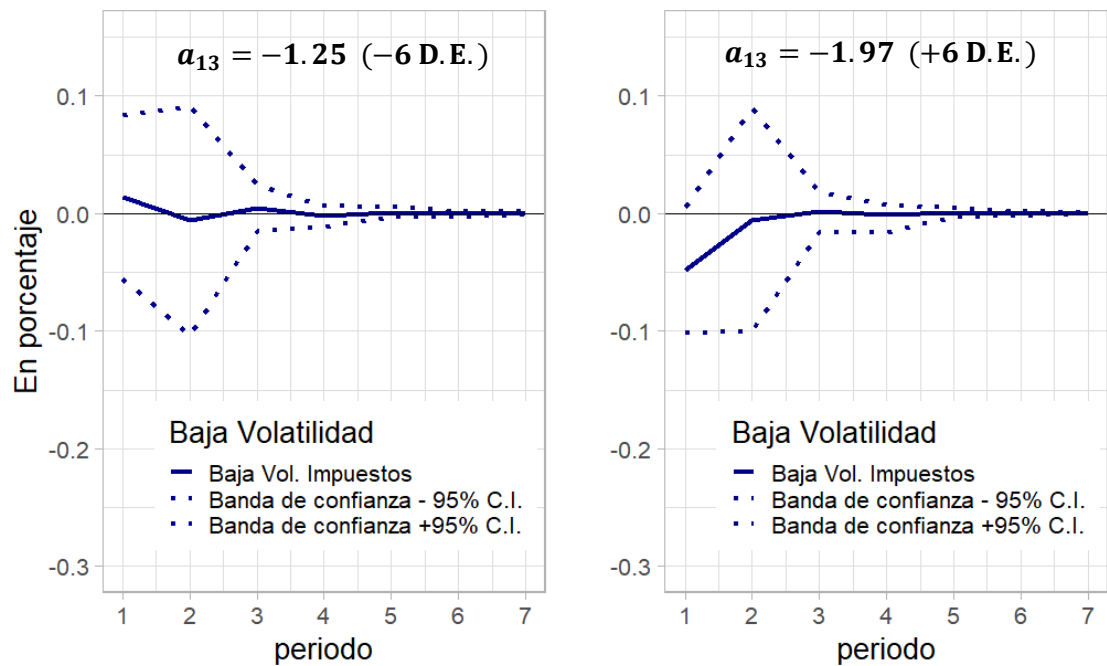 a₁₃ = −1.25 (−6 D.E.)
En porcentaje
0.1
0.0
-0.1
-0.2
-0.3
Baja Volatilidad
Baja Vol. Impuestos
Banda de confianza - 95% C.I.
Banda de confianza +95% C.I.
1 2 3 4 5 6 7
periodo
a₁₃ = −1.97 (+6 D.E.)
0.1
0.0
-0.1
-0.2
-0.3
Baja Volatilidad
Baja Vol. Impuestos
Banda de confianza - 95% C.I.
Banda de confianza +95% C.I.
1 2 3 4 5 6 7
periodo